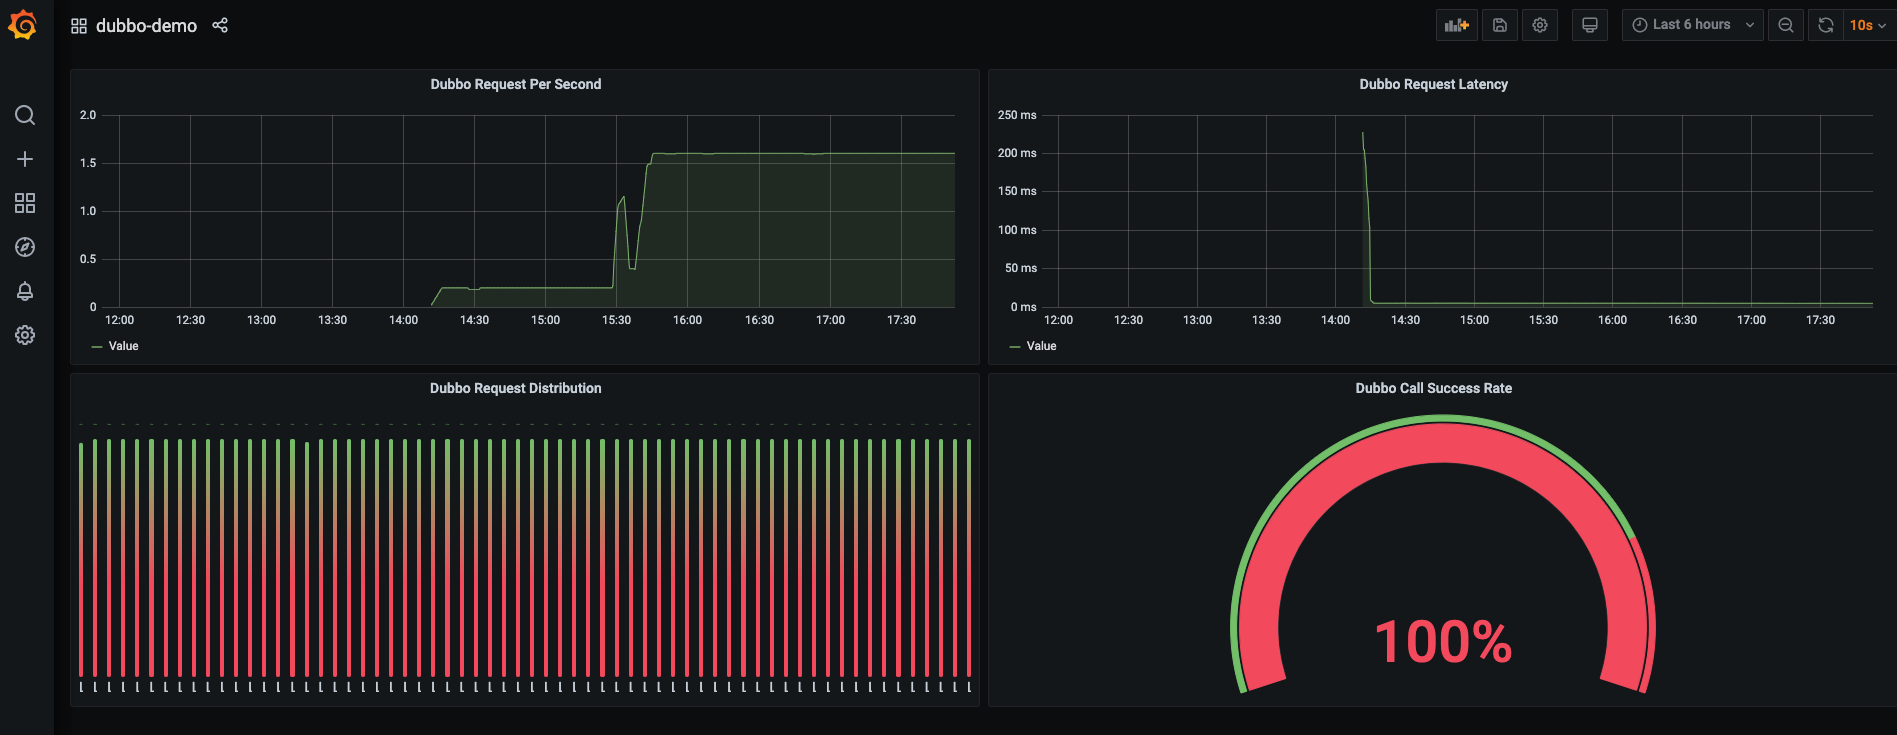 dubbo-demo
Last 6 hours
10s
Dubbo Request Per Second
2.0
1.5
1.0
0.5
0
12:00 12:30 13:00 13:30 14:00 14:30 15:00 15:30 16:00 16:30 17:00 17:30
Value
Dubbo Request Latency
250 ms
200 ms
150 ms
100 ms
50 ms
0 ms
12:00 12:30 13:00 13:30 14:00 14:30 15:00 15:30 16:00 16:30 17:00 17:30
Value
Dubbo Request Distribution
Dubbo Call Success Rate
100%